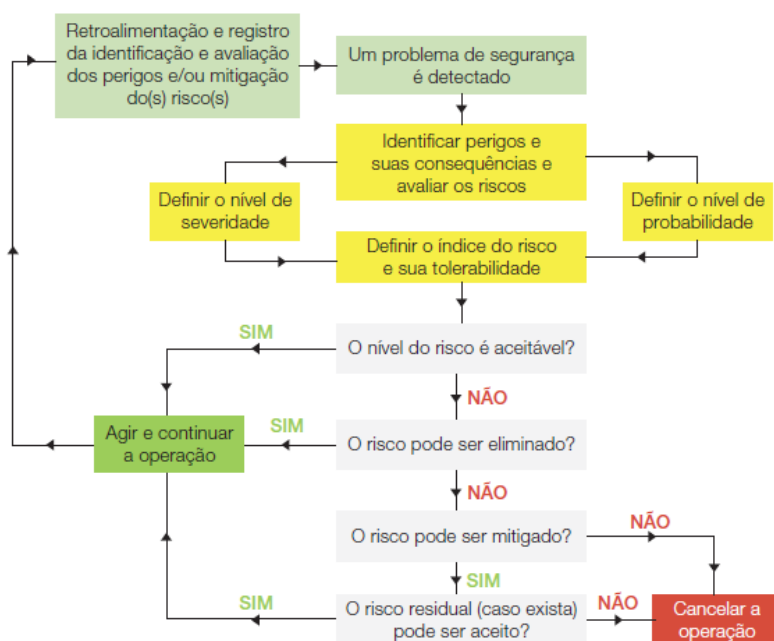 Retroalimentação e registro
da identificação e avaliação
dos perigos e/ou mitigação
do(s) risco(s)
Um problema de segurança
é detectado
Identificar perigos e
suas consequências e
avaliar os riscos
Definir o nível de
severidade
Definir o nível de
probabilidade
Definir o índice do risco
e sua tolerabilidade
SIM
O nível do risco é aceitável?
NÃO
Agir e continuar
a operação
SIM
O risco pode ser eliminado?
NÃO
O risco pode ser mitigado?
NÃO
SIM
SIM
O risco residual (caso exista)
pode ser aceito?
NÃO
Cancelar a
operação